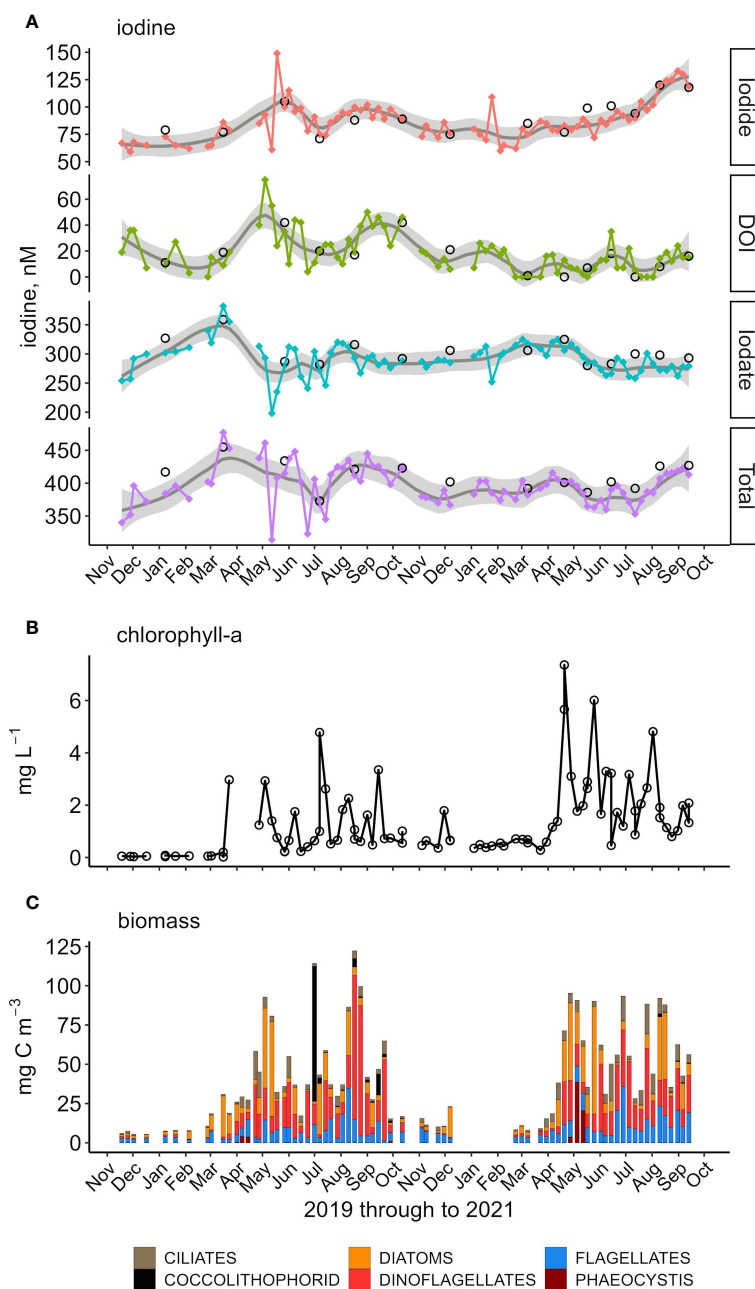 A
iodine
150
125
100
75
50
Iodide
60
40
20
0
DOI
350
300
250
200
Iodate
450
400
350
Total
iodine, nM
Nov Dec Jan Feb Mar Apr May Jun Jul Aug Sep Oct Nov Dec Jan Feb Mar Apr May Jun Jul Aug Sep Oct
B
chlorophyll-a
6
4
2
0
mg L−1
C
biomass
125
100
75
50
25
0
mg C m−3
Nov Dec Jan Feb Mar Apr May Jun Jul Aug Sep Oct Nov Dec Jan Feb Mar Apr May Jun Jul Aug Sep Oct
2019 through to 2021
CILIATES DIATOMS FLAGELLATES
COCCOLITHOPHORID DINOFLAGELLATES PHAEOCYSTIS